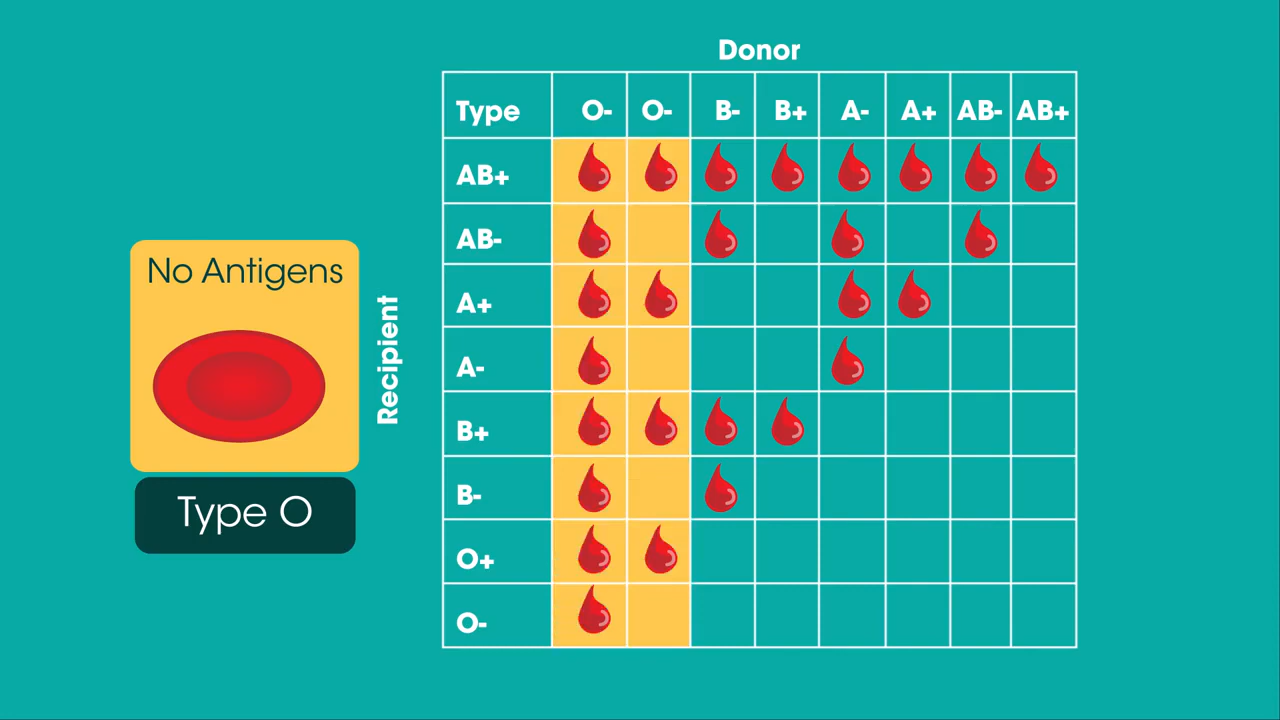 Donor
Type O- O- B- B+ A- A+ AB- AB+
AB+
AB-
A+
A-
B+
B-
O+
O-
Recipient
No Antigens
Type O